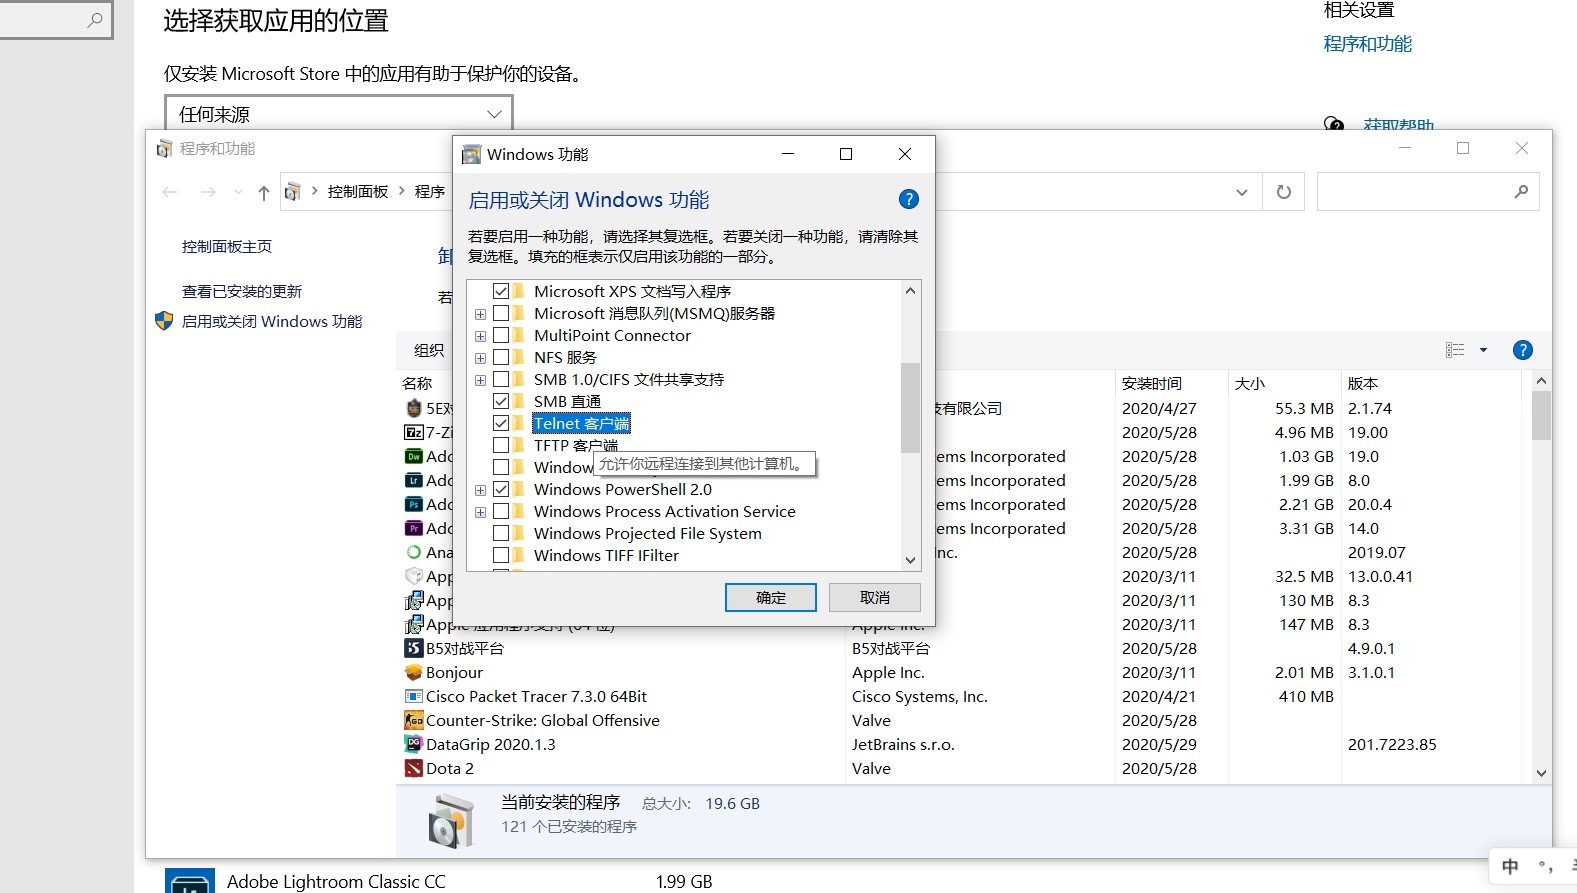 选择获取应用的位置
仅安装 Microsoft Store 中的应用有助于保护你的设备。
任何来源
相关设置
程序和功能
获取帮助
程序和功能
控制面板
程序
控制面板主页
查看已安装的更新
启用或关闭 Windows 功能
卸
若
组织
Windows 功能
启用或关闭 Windows 功能
若要启用一种功能，请选择其复选框。若要关闭一种功能，请清除其
复选框。填充的框表示仅启用该功能的一部分。
Microsoft XPS 文档写入程序
Microsoft 消息队列(MSMQ)服务器
MultiPoint Connector
NFS 服务
SMB 1.0/CIFS 文件共享支持
SMB 直通
Telnet 客户端
TFTP 客户端
Window
允许你远程连接到其他计算机。
Windows PowerShell 2.0
Windows Process Activation Service
Windows Projected File System
Windows TIFF IFilter
确定
取消
名称 安装时间 大小 版本
5E对 有限公司 2020/4/27 55.3 MB 2.1.74
7-Zi 2020/5/28 4.96 MB 19.00
Ado ems Incorporated 2020/5/28 1.03 GB 19.0
Ado ems Incorporated 2020/5/28 1.99 GB 8.0
Ado ems Incorporated 2020/5/28 2.21 GB 20.0.4
Ado ems Incorporated 2020/5/28 3.31 GB 14.0
Ana Inc. 2020/5/28 2019.07
App 2020/3/11 32.5 MB 13.0.0.41
App 2020/3/11 130 MB 8.3
Apple 应用程序支持 (64 位) Apple Inc. 2020/3/11 147 MB 8.3
B5对战平台 B5对战平台 2020/5/28 4.9.0.1
Bonjour Apple Inc. 2020/3/11 2.01 MB 3.1.0.1
Cisco Packet Tracer 7.3.0 64Bit Cisco Systems, Inc. 2020/4/21 410 MB
Counter-Strike: Global Offensive Valve 2020/5/28
DataGrip 2020.1.3 JetBrains s.r.o. 2020/5/29 201.7223.85
Dota 2 Valve 2020/5/28
当前安装的程序 总大小: 19.6 GB
121 个已安装的程序
中 °,
Adobe Lightroom Classic CC 1.99 GB